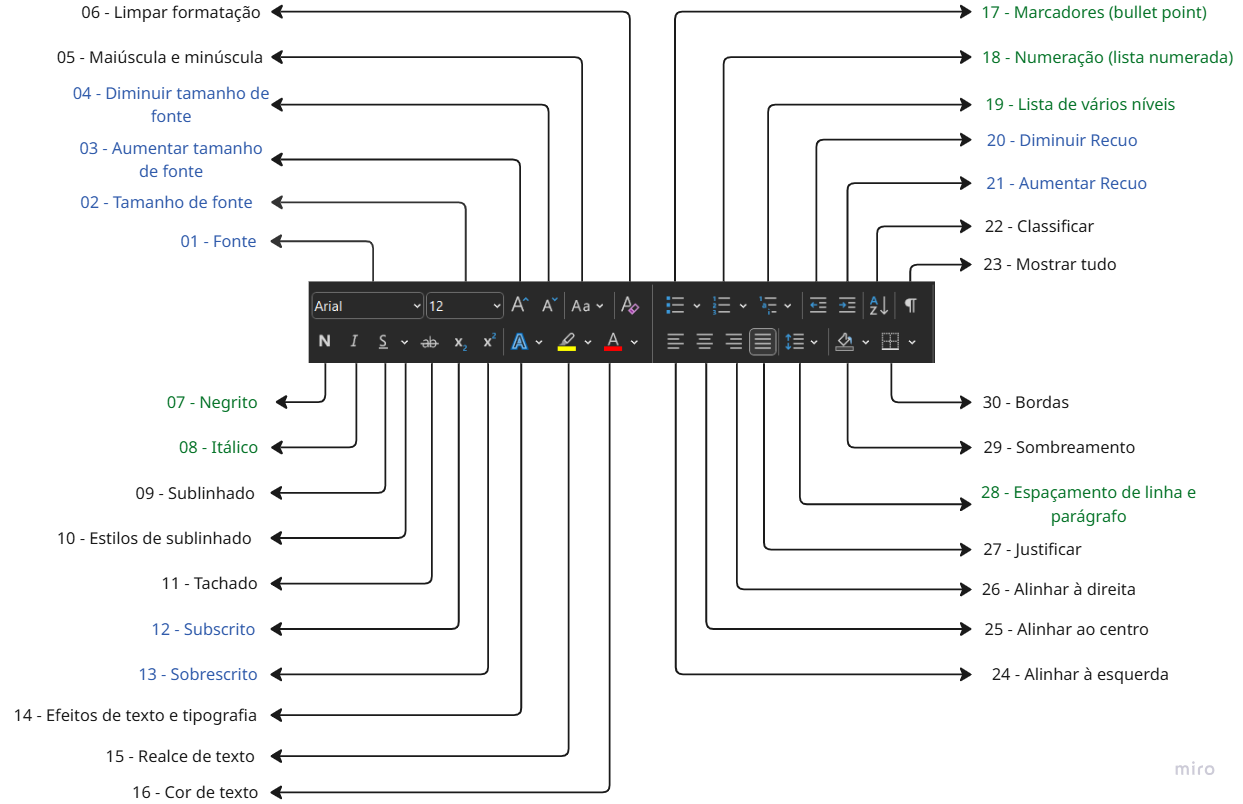 06 - Limpar formatação
05 - Maiúscula e minúscula
04 - Diminuir tamanho de
fonte
03 - Aumentar tamanho
de fonte
02 - Tamanho de fonte
01 - Fonte
17 - Marcadores (bullet point)
18 - Numeração (lista numerada)
19 - Lista de vários níveis
20 - Diminuir Recuo
21 - Aumentar Recuo
22 - Classificar
23 - Mostrar tudo
Arial 12 A A Aa A 1 2 3 1 a i A Z ¶
N I S ab x2 x2 A A
07 - Negrito
08 - Itálico
09 - Sublinhado
10 - Estilos de sublinhado
11 - Tachado
12 - Subscrito
13 - Sobrescrito
14 - Efeitos de texto e tipografia
15 - Realce de texto
16 - Cor de texto
30 - Bordas
29 - Sombreamento
28 - Espaçamento de linha e
parágrafo
27 - Justificar
26 - Alinhar à direita
25 - Alinhar ao centro
24 - Alinhar à esquerda
miro